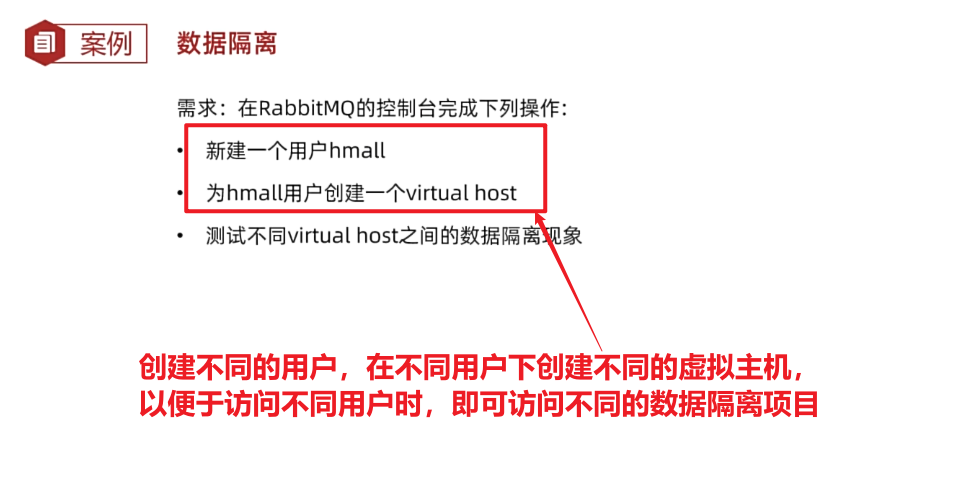 案例
数据隔离
需求：在RabbitMQ的控制台完成下列操作：
• 新建一个用户hmall
• 为hmall用户创建一个virtual host
• 测试不同virtual host之间的数据隔离现象
创建不同的用户，在不同用户下创建不同的虚拟主机，
以便于访问不同用户时，即可访问不同的数据隔离项目